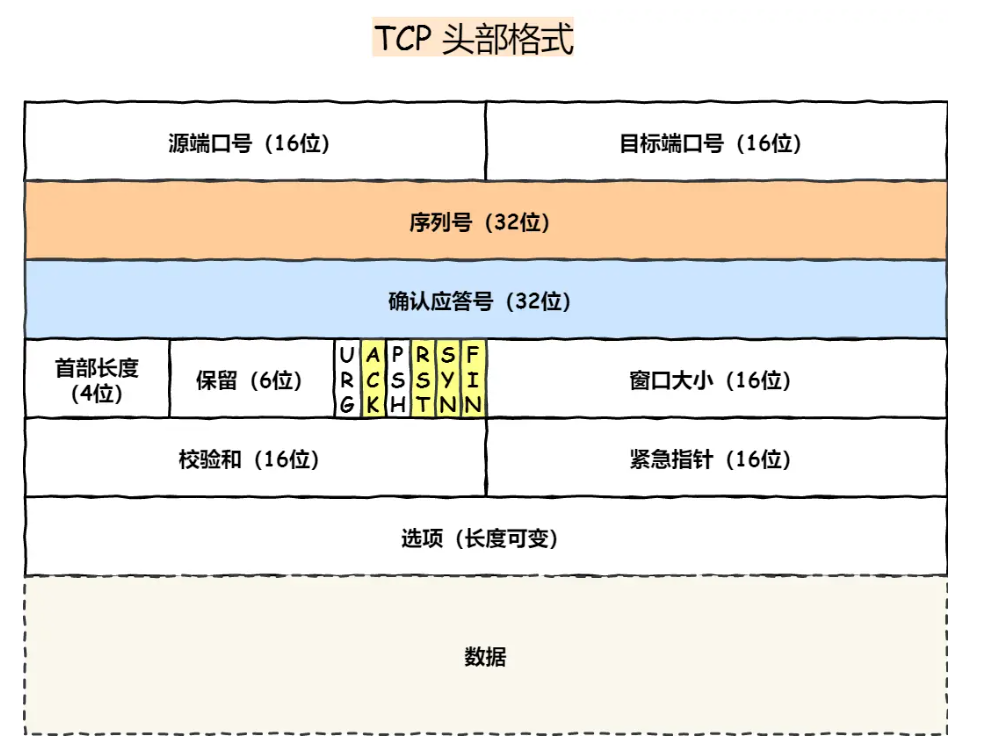 TCP 头部格式
源端口号（16位） 目标端口号（16位）
序列号（32位）
确认应答号（32位）
首部长度
（4位）
保留（6位）
URG
ACK
PSH
RST
SYN
FIN
窗口大小（16位）
校验和（16位） 紧急指针（16位）
选项（长度可变）
数据